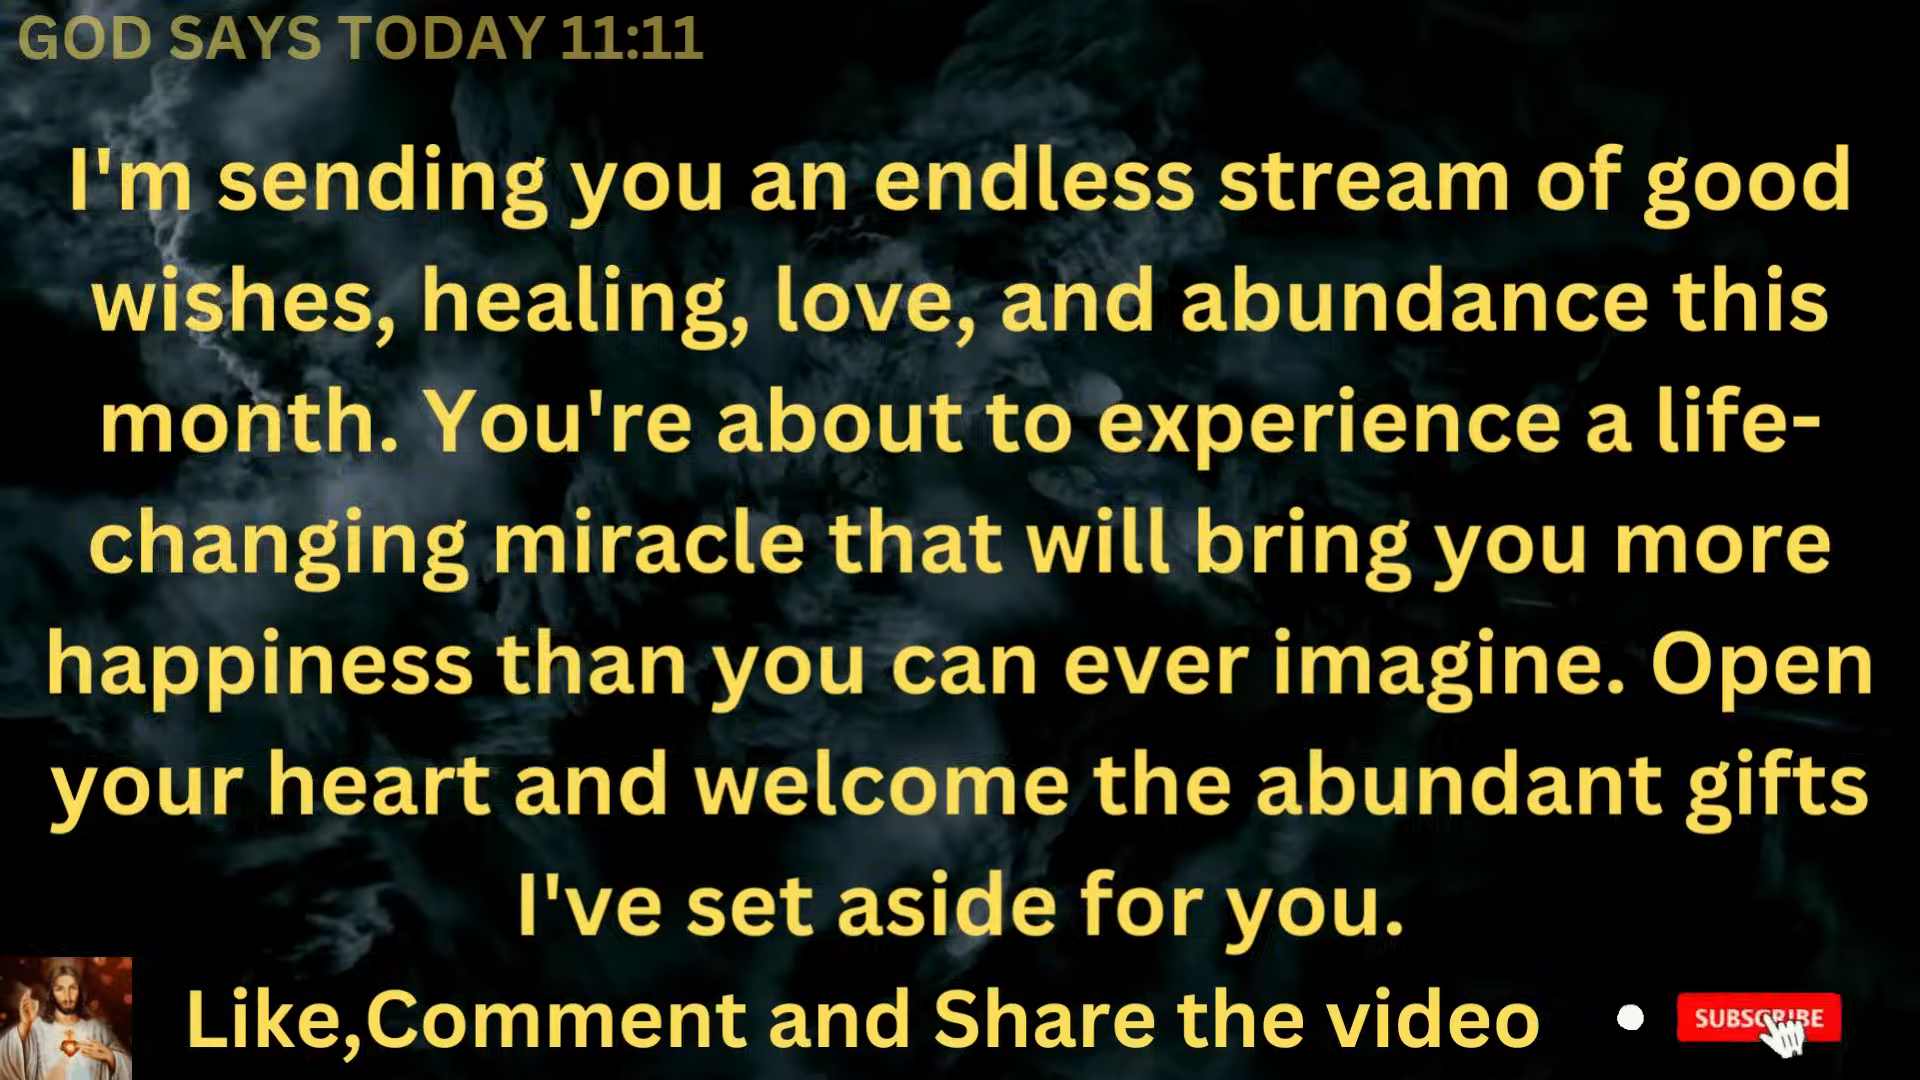 GOD SAYS TODAY 11:11
I'm sending you an endless stream of good
wishes, healing, love, and abundance this
month. You're about to experience a life-
changing miracle that will bring you more
happiness than you can ever imagine. Open
your heart and welcome the abundant gifts
I've set aside for you.
Like,Comment and Share the video
SUBSCRIBE